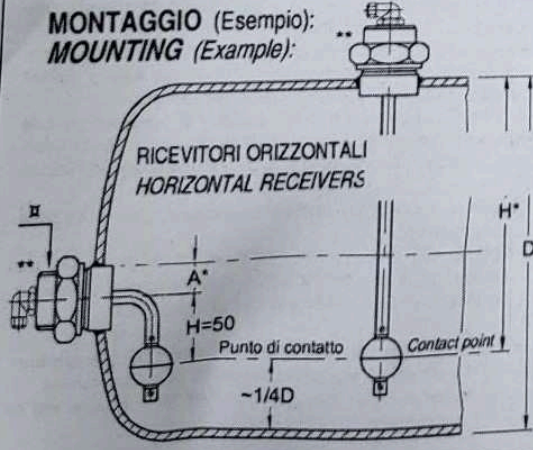 MONTAGGIO (Esempio):
MOUNTING (Example):
**
RICEVITORI ORIZZONTALI
HORIZONTAL RECEIVERS
¤
**
A*
H*
D
H=50
Punto di contatto
Contact point
~1/4D